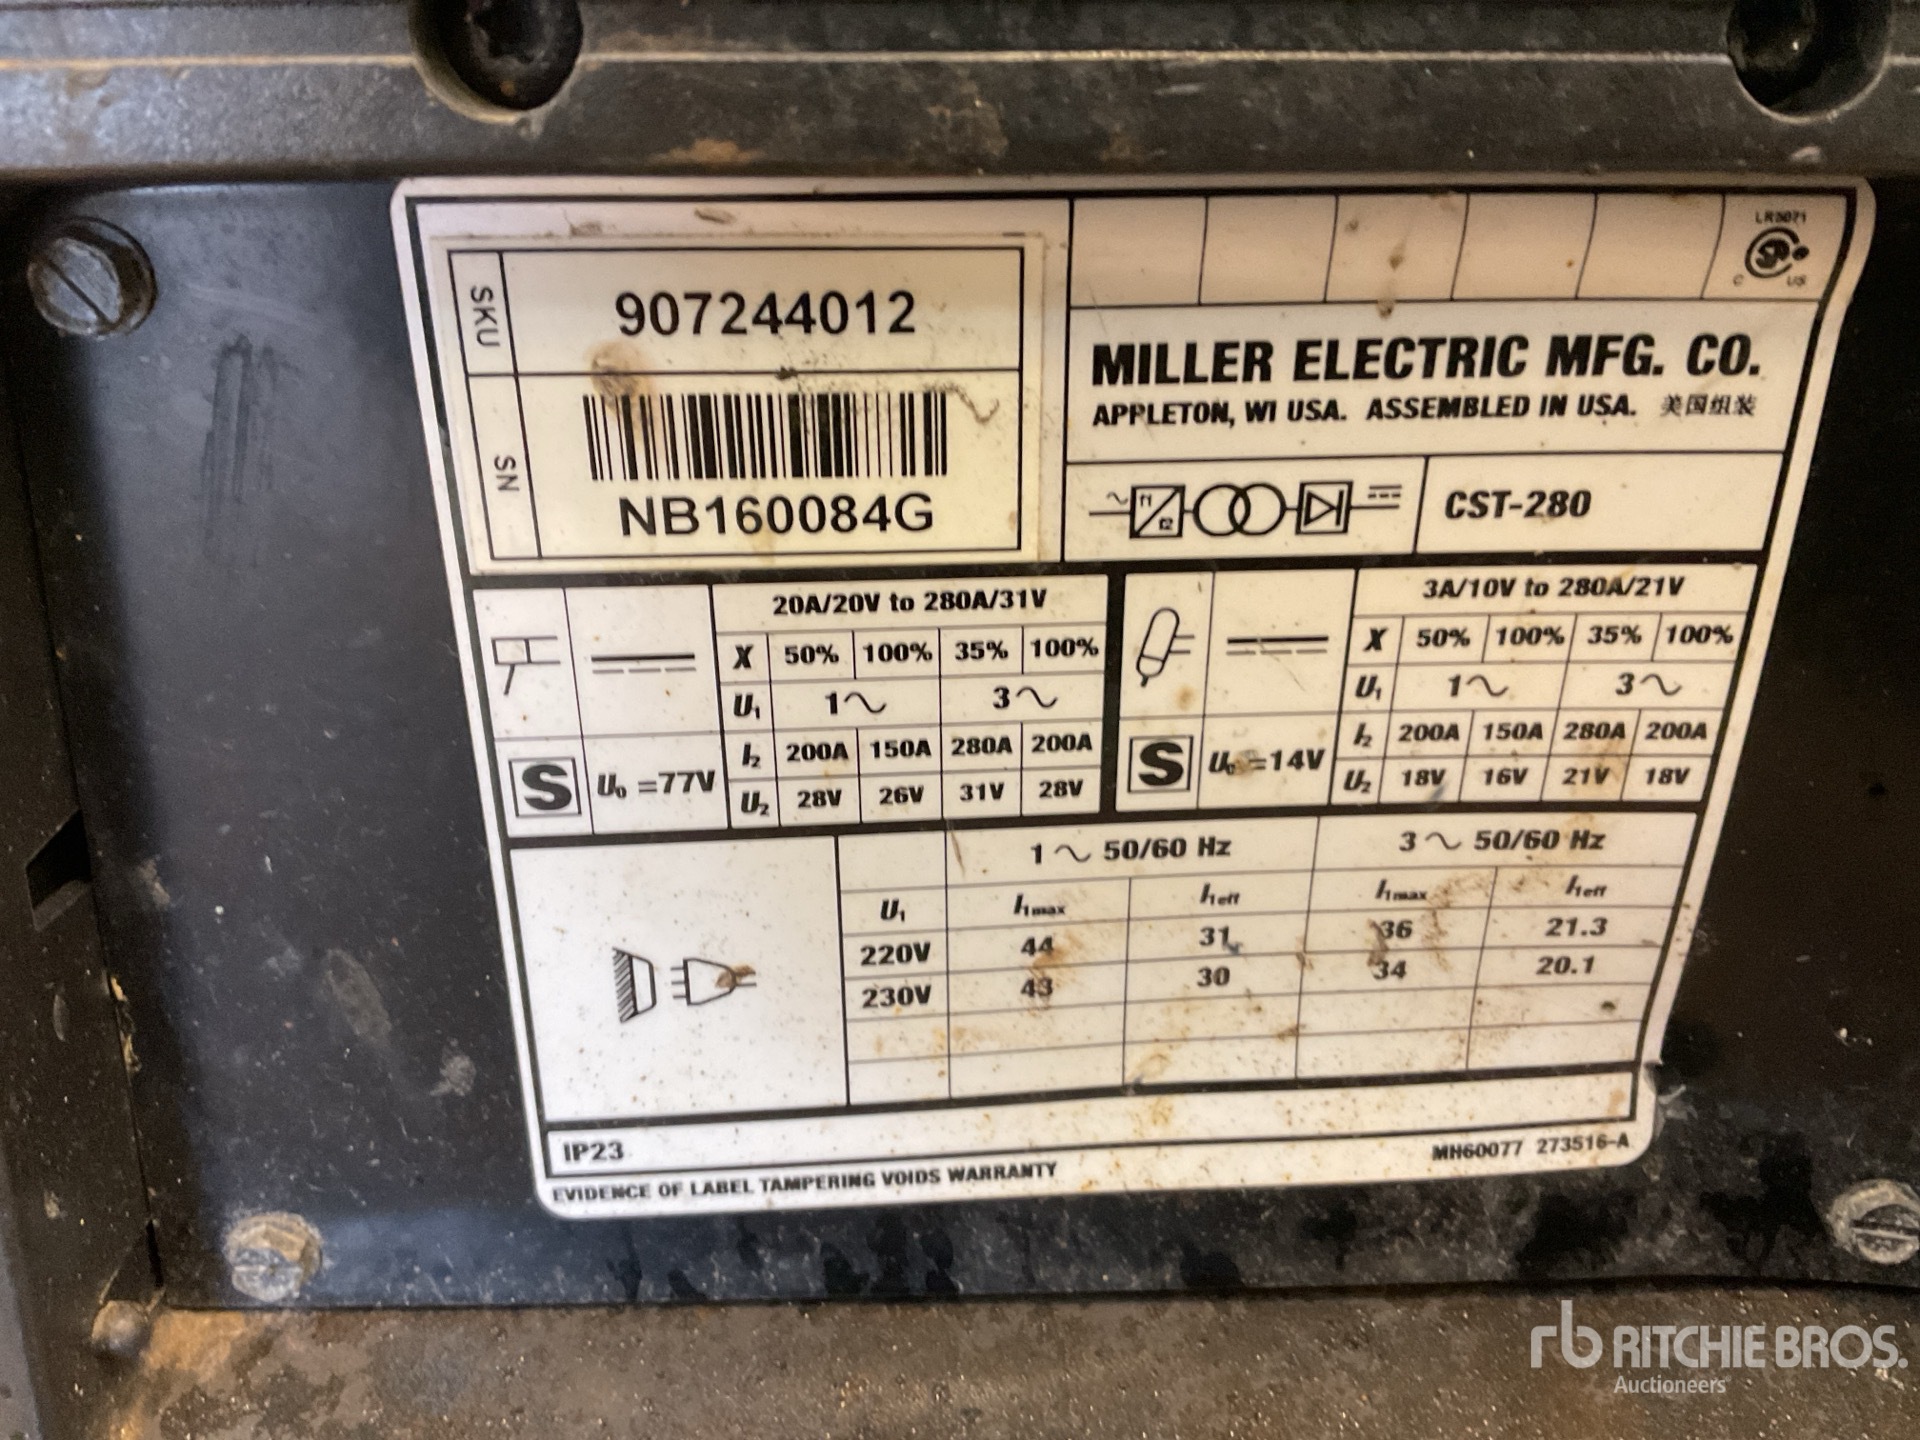 LR5071
C US
SKU 907244012
SN
NB160084G
MILLER ELECTRIC MFG. CO.
APPLETON, WI USA. ASSEMBLED IN USA. 美国组装
f1
f2
CST-280
20A/20V to 280A/31V
X 50% 100% 35% 100%
U1 1~ 3~
I2 200A 150A 280A 200A
S U0 =77V
U2 28V 26V 31V 28V
3A/10V to 280A/21V
X 50% 100% 35% 100%
U1 1~ 3~
I2 200A 150A 280A 200A
S U0 =14V
U2 18V 16V 21V 18V
1~ 50/60 Hz 3~ 50/60 Hz
U1 I1max I1eff I1max I1eff
220V 44 31 36 21.3
230V 43 30 34 20.1
IP23
MH60077 273516-A
EVIDENCE OF LABEL TAMPERING VOIDS WARRANTY
rb RITCHIE BROS.
Auctioneers